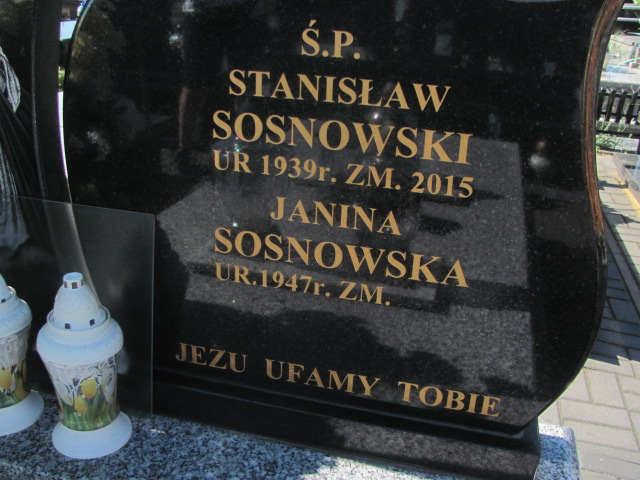 Ś.P.
STANISŁAW
SOSNOWSKI
UR 1939r. ZM. 2015
JANINA
SOSNOWSKA
UR.1947r. ZM.
JEZU UFAMY TOBIE